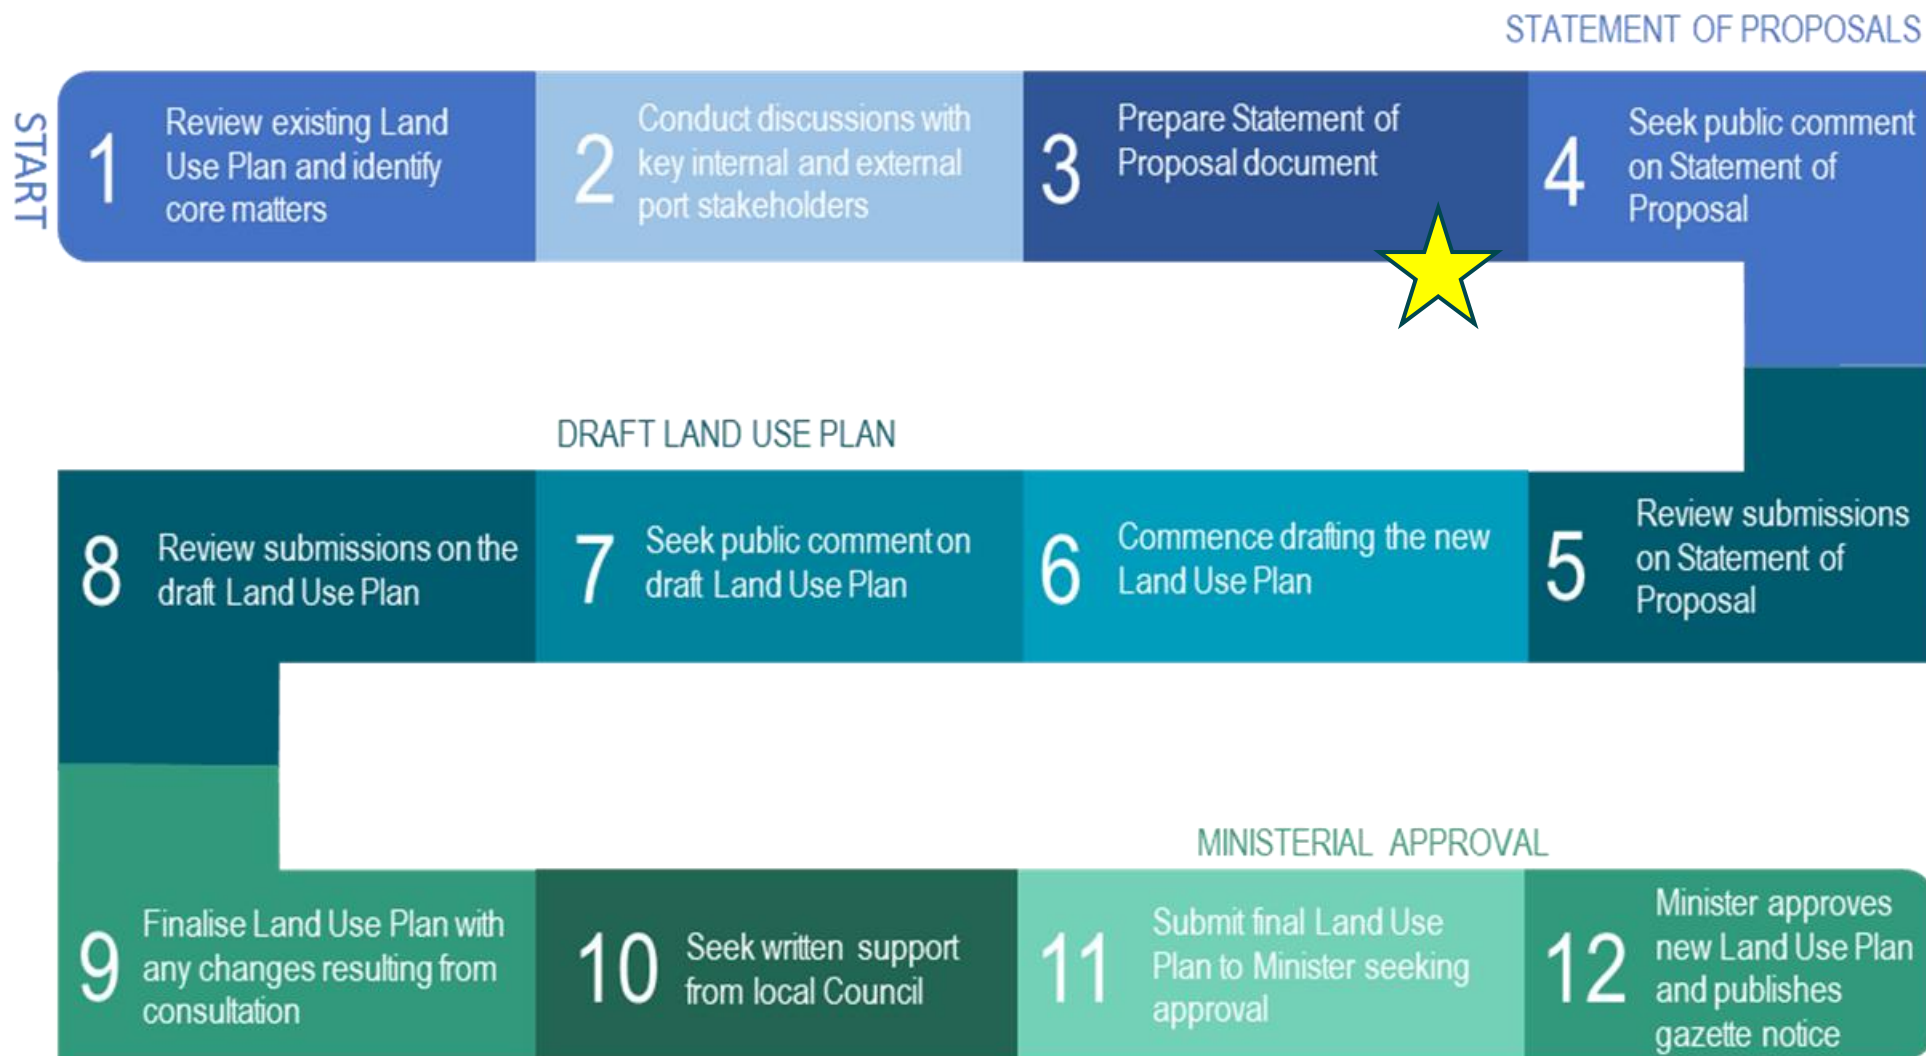 STATEMENT OF PROPOSALS
START
1
Review existing Land
Use Plan and identify
core matters
2
Conduct discussions with
key internal and external
port stakeholders
3
Prepare Statement of
Proposal document
4
Seek public comment
on Statement of
Proposal
DRAFT LAND USE PLAN
8
Review submissions on the
draft Land Use Plan
7
Seek public comment on
draft Land Use Plan
6
Commence drafting the new
Land Use Plan
5
Review submissions
on Statement of
Proposal
MINISTERIAL APPROVAL
9
Finalise Land Use Plan with
any changes resulting from
consultation
10
Seek written support
from local Council
11
Submit final Land Use
Plan to Minister seeking
approval
12
Minister approves
new Land Use Plan
and publishes
gazette notice